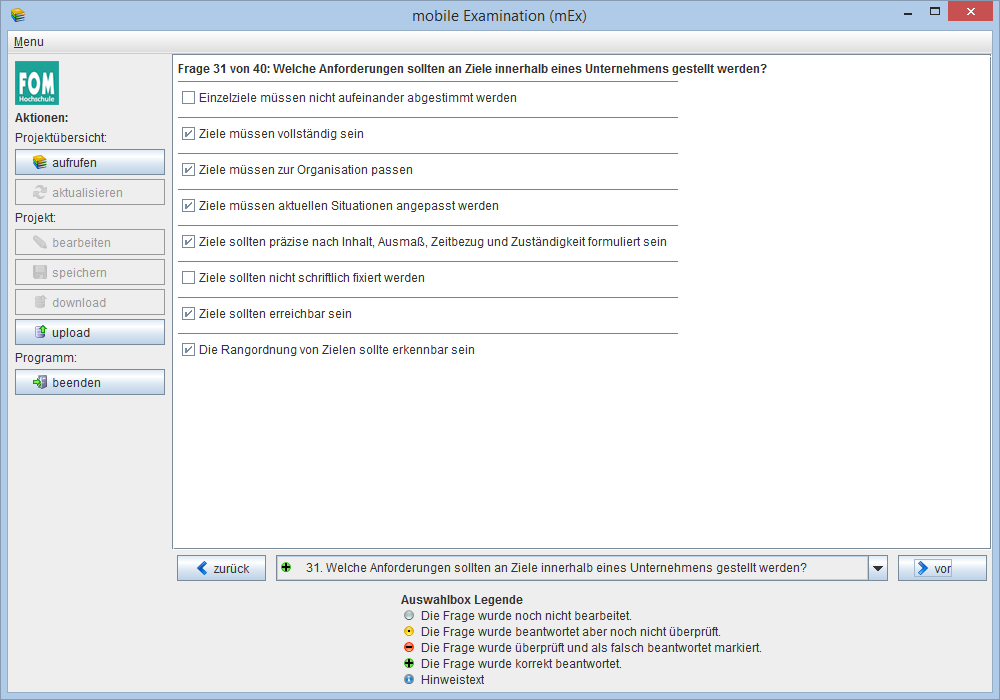 mobile Examination (mEx)
Menu
FOM
Hochschule
Aktionen:
Projektübersicht:
aufrufen
aktualisieren
Projekt:
bearbeiten
speichern
download
upload
Programm:
beenden
Frage 31 von 40: Welche Anforderungen sollten an Ziele innerhalb eines Unternehmens gestellt werden?
Einzelziele müssen nicht aufeinander abgestimmt werden
Ziele müssen vollständig sein
Ziele müssen zur Organisation passen
Ziele müssen aktuellen Situationen angepasst werden
Ziele sollten präzise nach Inhalt, Ausmaß, Zeitbezug und Zuständigkeit formuliert sein
Ziele sollten nicht schriftlich fixiert werden
Ziele sollten erreichbar sein
Die Rangordnung von Zielen sollte erkennbar sein
zurück
31. Welche Anforderungen sollten an Ziele innerhalb eines Unternehmens gestellt werden?
vor
Auswahlbox Legende
Die Frage wurde noch nicht bearbeitet.
Die Frage wurde beantwortet aber noch nicht überprüft.
Die Frage wurde überprüft und als falsch beantwortet markiert.
Die Frage wurde korrekt beantwortet.
Hinweistext